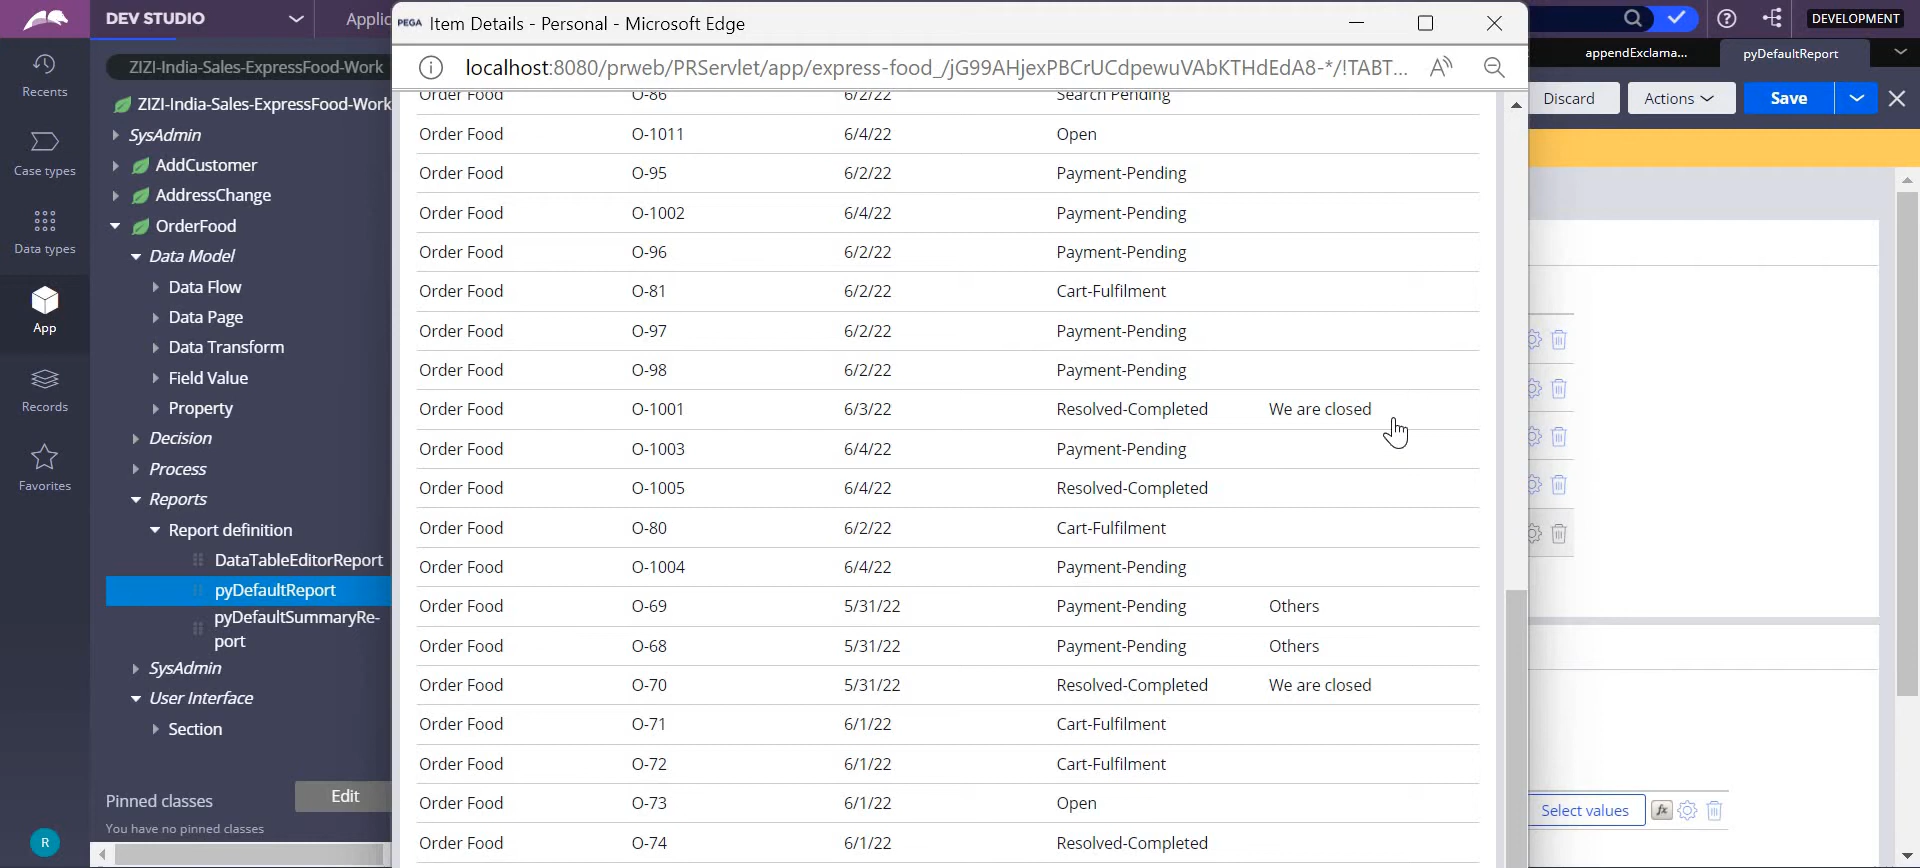 DEV STUDIO
Applic
PEGA Item Details - Personal - Microsoft Edge
DEVELOPMENT
ZIZI-India-Sales-ExpressFood-Work
localhost:8080/prweb/PRServlet/app/express-food_/jG99AHjexPBCrUCdpewuVAbKTHdEdA8-*/!TABT...
appendExclama...
pyDefaultReport
Discard
Actions
Save
Recents
Case types
Data types
App
Records
Favorites
R
ZIZI-India-Sales-ExpressFood-Work
SysAdmin
AddCustomer
AddressChange
OrderFood
Data Model
Data Flow
Data Page
Data Transform
Field Value
Property
Decision
Process
Reports
Report definition
DataTableEditorReport
pyDefaultReport
pyDefaultSummaryRe-
port
SysAdmin
User Interface
Section
Pinned classes
Edit
You have no pinned classes
Order Food O-86 6/2/22 Search Pending
Order Food O-1011 6/4/22 Open
Order Food O-95 6/2/22 Payment-Pending
Order Food O-1002 6/4/22 Payment-Pending
Order Food O-96 6/2/22 Payment-Pending
Order Food O-81 6/2/22 Cart-Fulfilment
Order Food O-97 6/2/22 Payment-Pending
Order Food O-98 6/2/22 Payment-Pending
Order Food O-1001 6/3/22 Resolved-Completed We are closed
Order Food O-1003 6/4/22 Payment-Pending
Order Food O-1005 6/4/22 Resolved-Completed
Order Food O-80 6/2/22 Cart-Fulfilment
Order Food O-1004 6/4/22 Payment-Pending
Order Food O-69 5/31/22 Payment-Pending Others
Order Food O-68 5/31/22 Payment-Pending Others
Order Food O-70 5/31/22 Resolved-Completed We are closed
Order Food O-71 6/1/22 Cart-Fulfilment
Order Food O-72 6/1/22 Cart-Fulfilment
Order Food O-73 6/1/22 Open
Order Food O-74 6/1/22 Resolved-Completed
Select values
fx